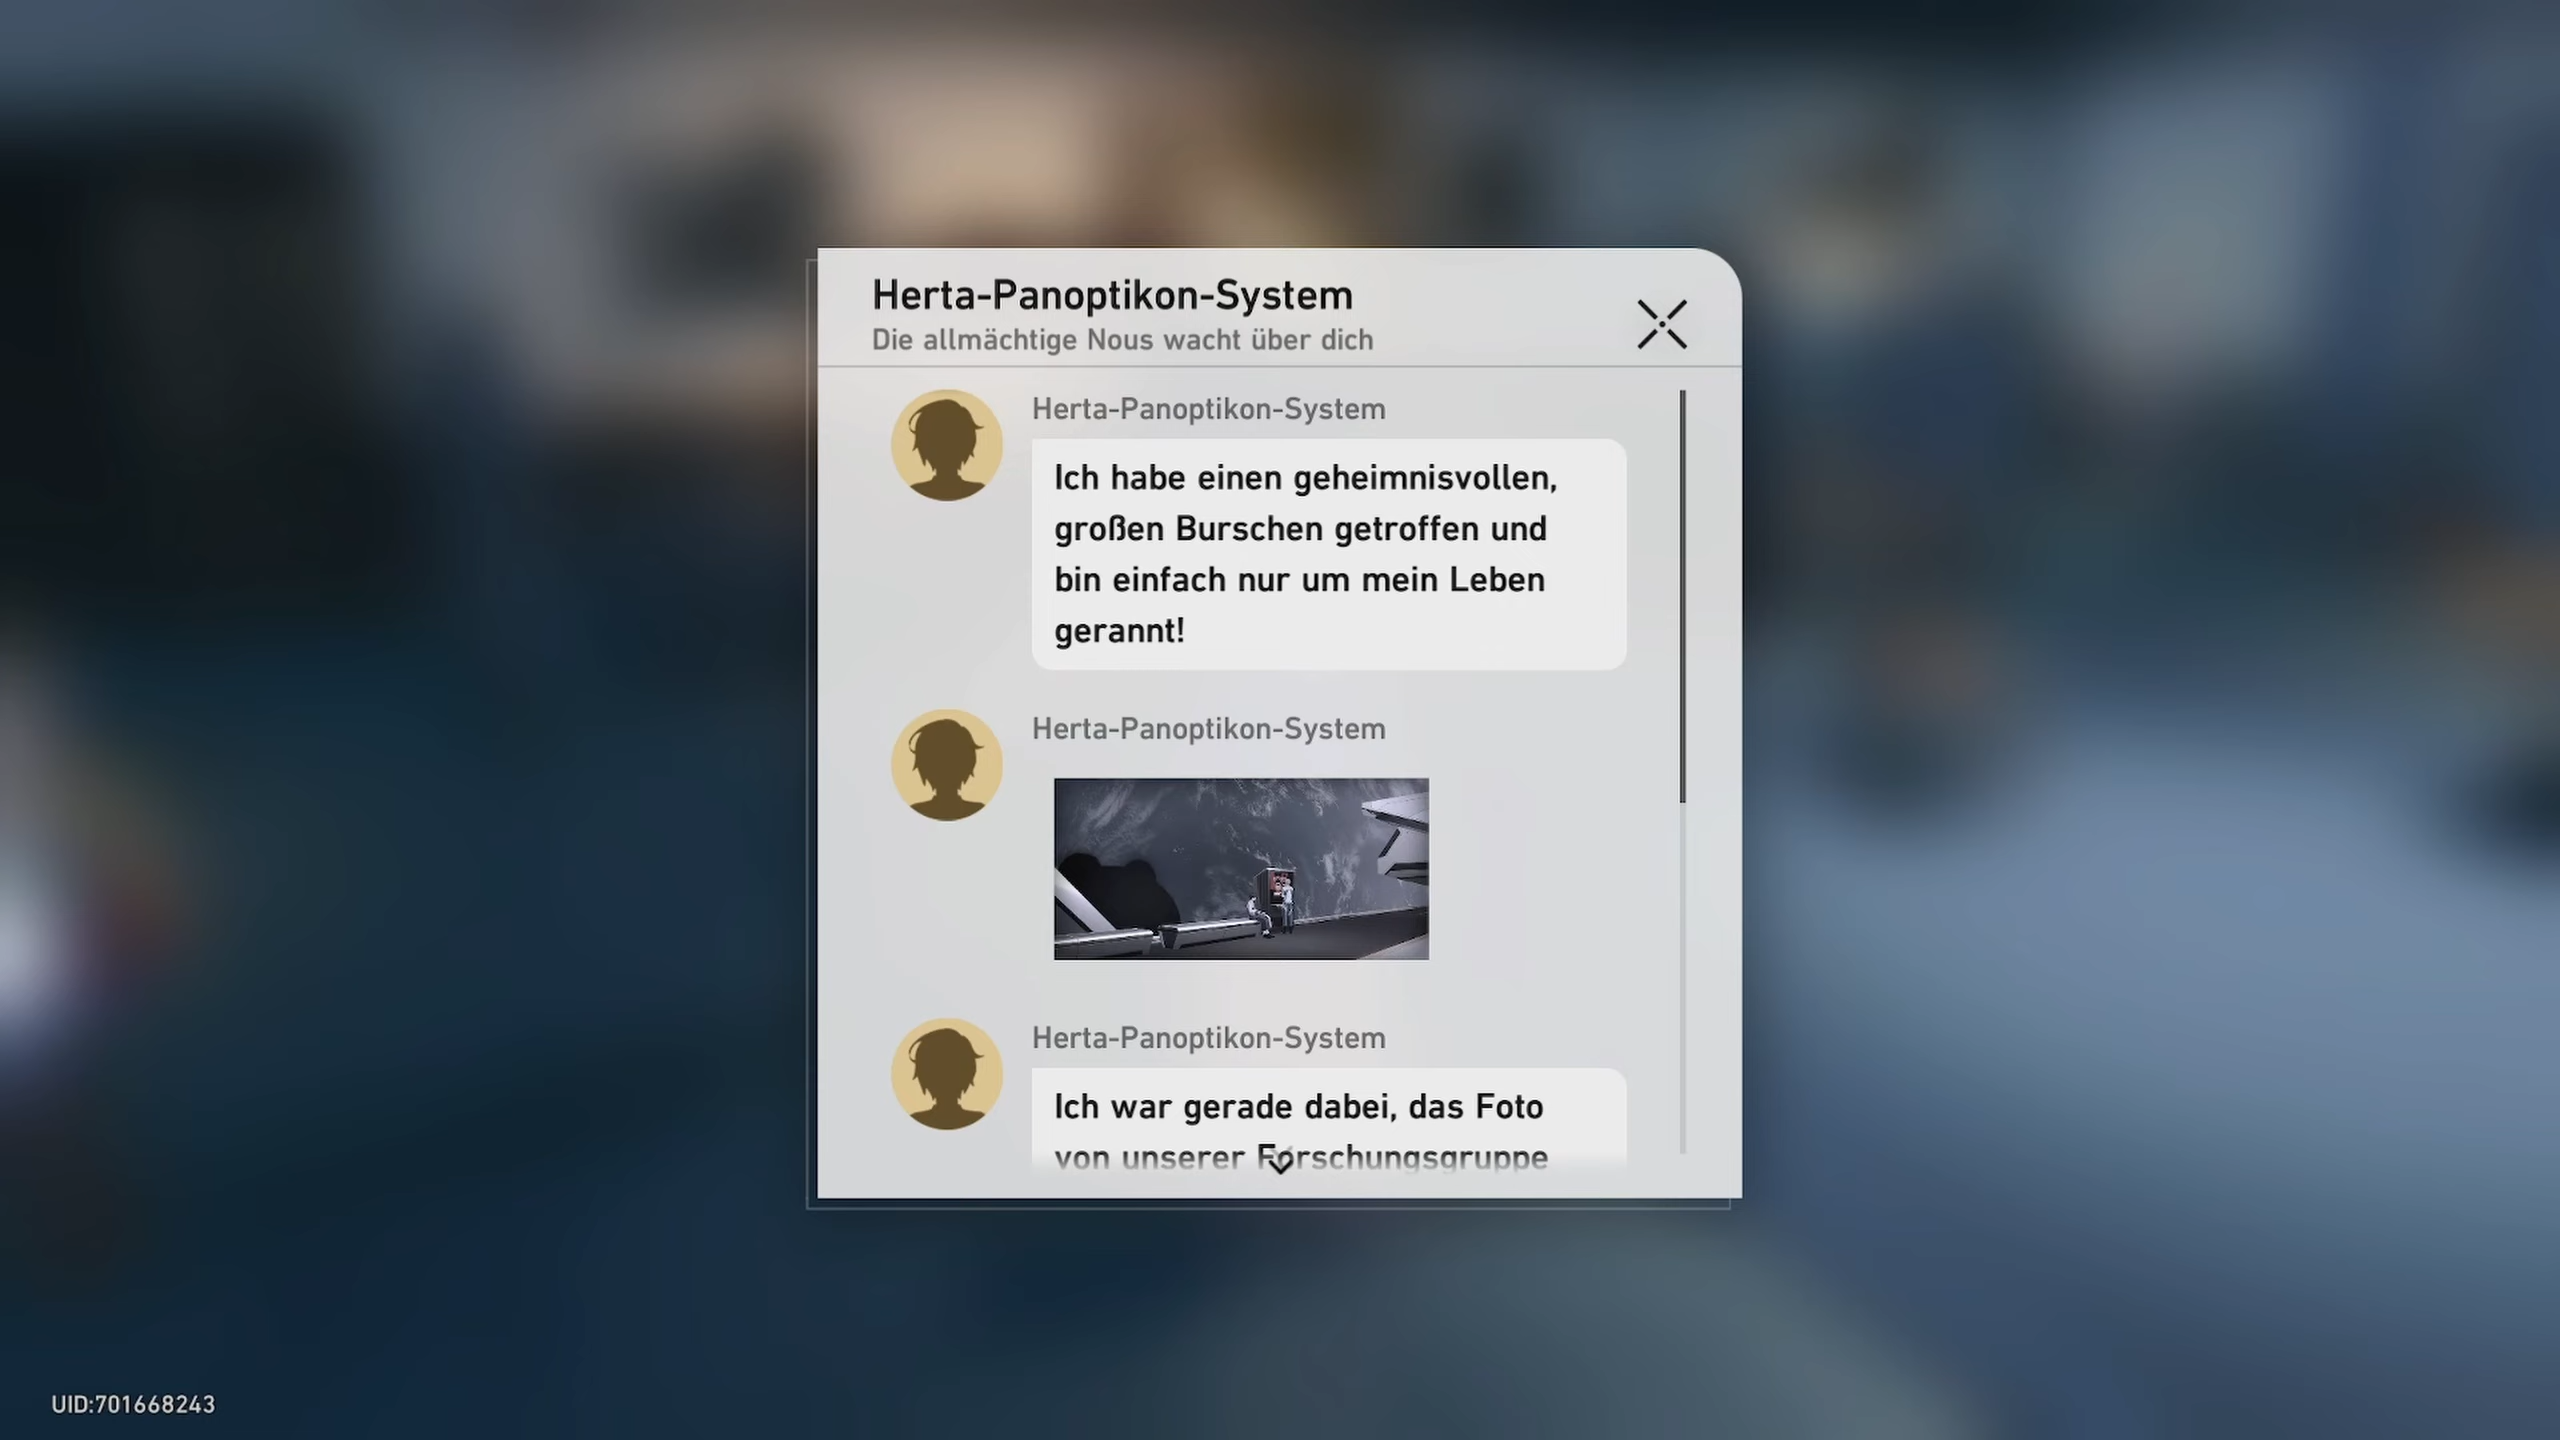 Herta-Panoptikon-System
Die allmächtige Nous wacht über dich
Herta-Panoptikon-System
Ich habe einen geheimnisvollen,
großen Burschen getroffen und
bin einfach nur um mein Leben
gerannt!
Herta-Panoptikon-System
Herta-Panoptikon-System
Ich war gerade dabei, das Foto
von unserer Forschungsgruppe
UID:701668243